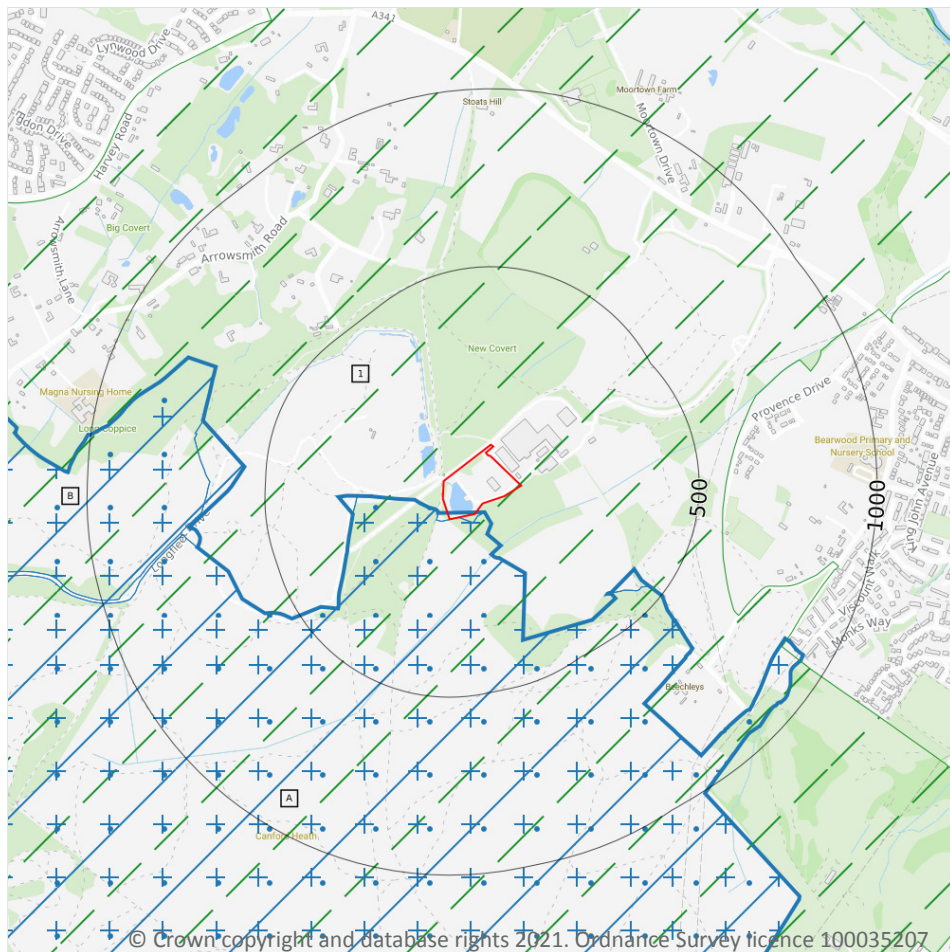 A341
Lynwood Drive
Stoats Hill
Moortown Farm
Harvey Road
Moortown Drive
Big Covert
Arrowsmith Road
Arrowsmith Lane
New Covert
1
Provence Drive
Magna Nursing Home
Long Coppice
Bearwood Primary and
Nursery School
B
500
1000
King John Avenue
Viscount Walk
Monks Way
Beechleys
A
Canford Heath
© Crown copyright and database rights 2021. Ordnance Survey licence 100035207